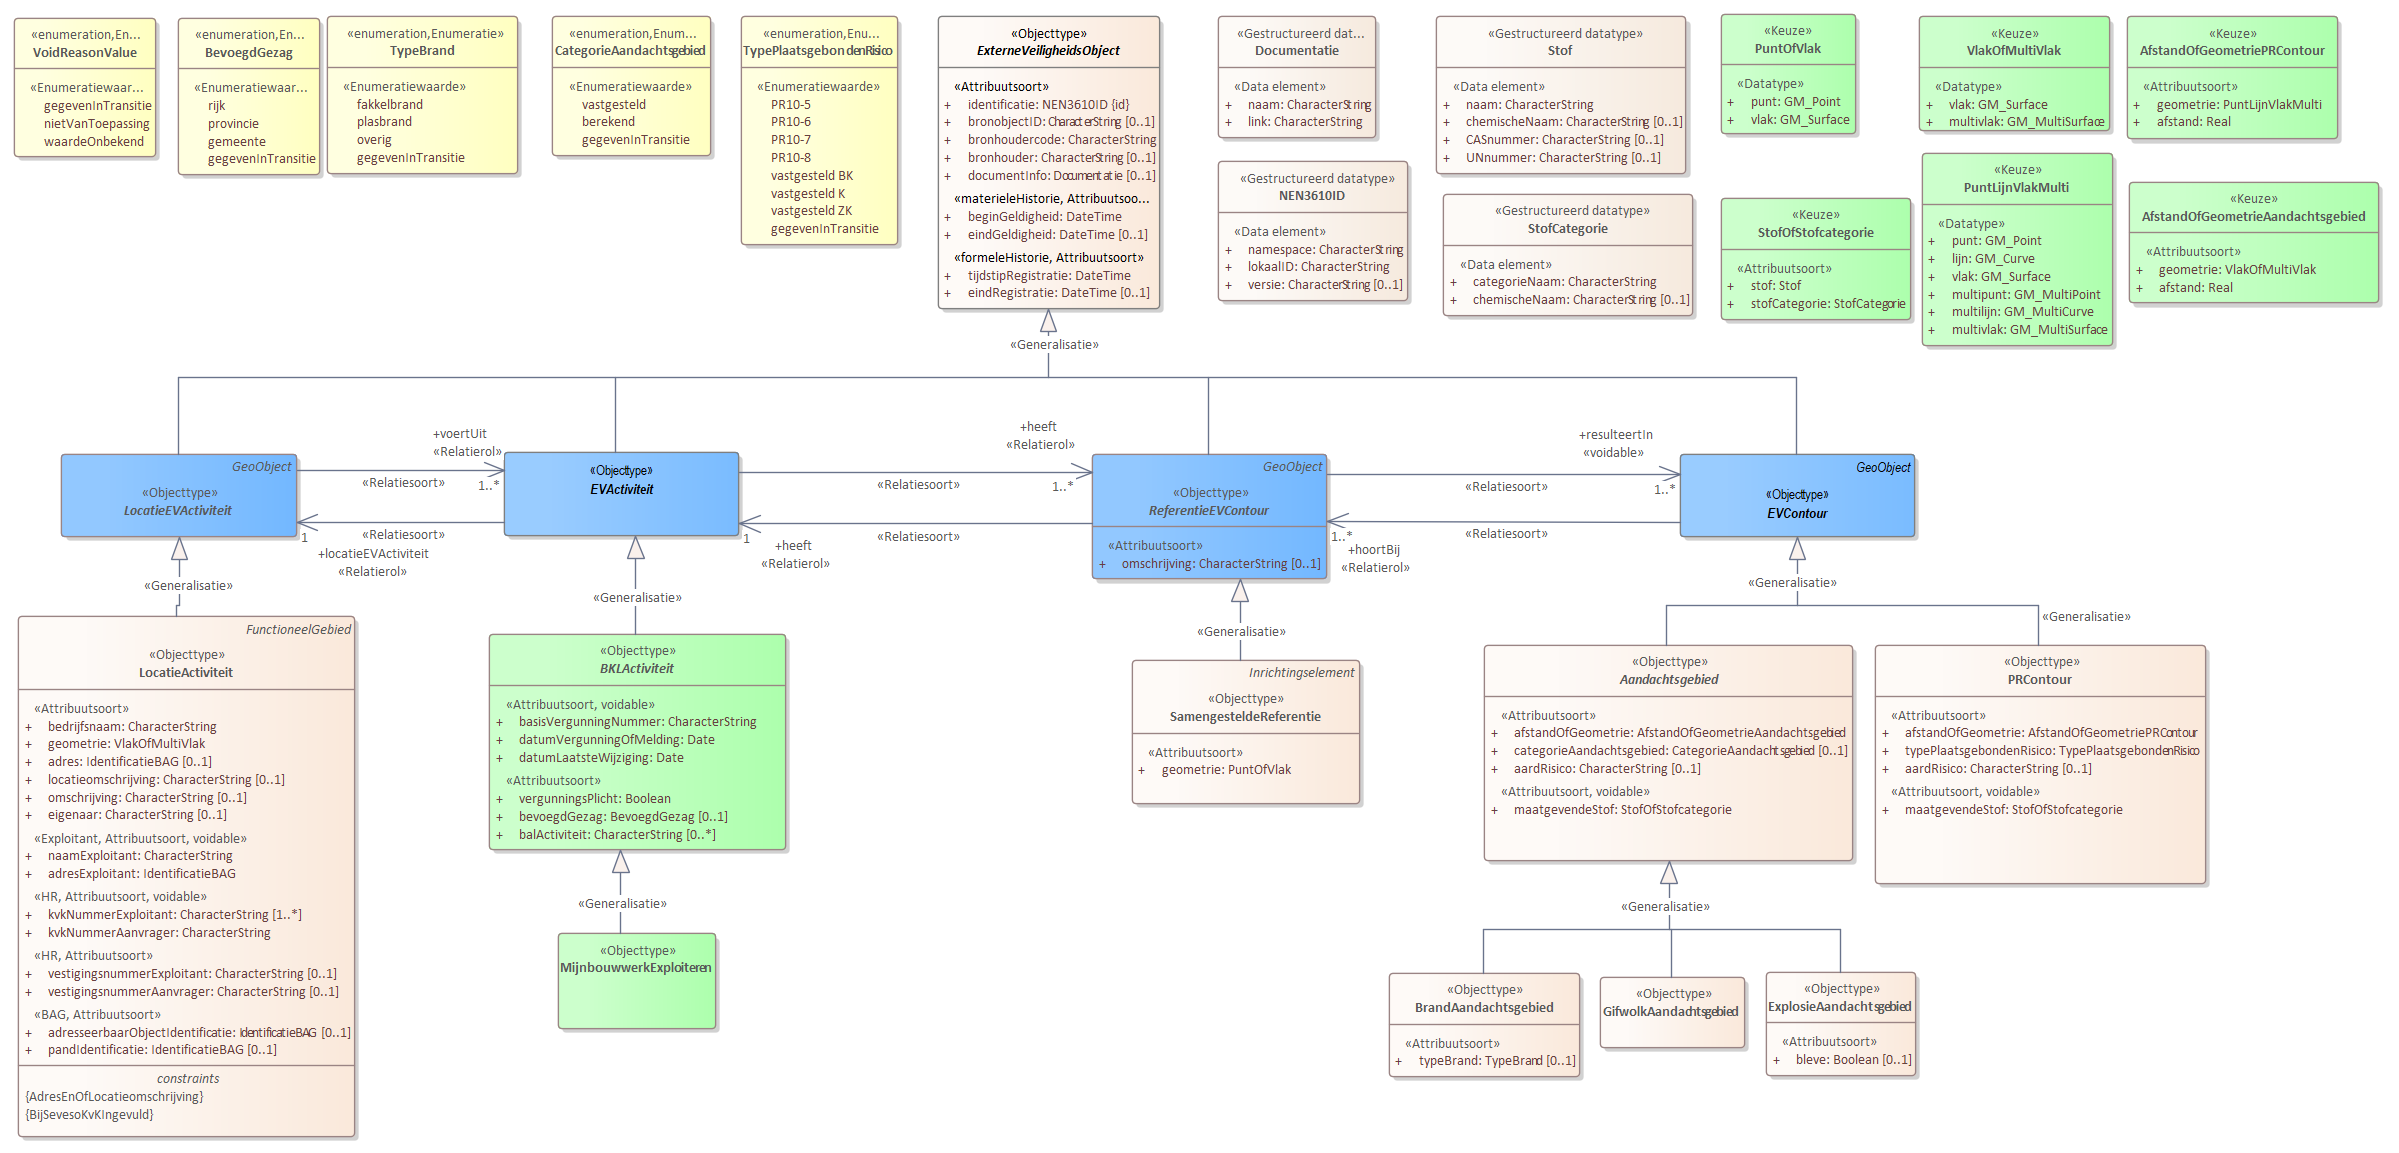 «enumeration,En...
VoidReasonValue
«Enumeratiewaar...
gegevenInTransitie
nietVanToepassing
waardeOnbekend
«enumeration,En...
BevoegdGezag
«Enumeratiewaar...
rijk
provincie
gemeente
gegevenInTransitie
«enumeration,Enumeratie»
TypeBrand
«Enumeratiewaarde»
fakkelbrand
plasbrand
overig
gegevenInTransitie
«enumeration,Enum...
CategorieAandachtsgebied
«Enumeratiewaarde»
vastgesteld
berekend
gegevenInTransitie
«enumeration,Enu...
TypePlaatsgebondenRisico
«Enumeratiewaarde»
PR10-5
PR10-6
PR10-7
PR10-8
vastgesteld BK
vastgesteld K
vastgesteld ZK
gegevenInTransitie
«Objecttype»
ExterneVeiligheidsObject
«Attribuutsoort»
+ identificatie: NEN3610ID {id}
+ bronobjectID: CharacterString [0..1]
+ bronhoudercode: CharacterString
+ bronhouder: CharacterString [0..1]
+ documentInfo: Documentatie [0..1]
«materieleHistorie, Attribuutsoo...
+ beginGeldigheid: DateTime
+ eindGeldigheid: DateTime [0..1]
«formeleHistorie, Attribuutsoort»
+ tijdstipRegistratie: DateTime
+ eindRegistratie: DateTime [0..1]
«Gestructureerd dat...
Documentatie
«Data element»
+ naam: CharacterString
+ link: CharacterString
«Gestructureerd datatype»
NEN3610ID
«Data element»
+ namespace: CharacterString
+ lokaalID: CharacterString
+ versie: CharacterString [0..1]
«Gestructureerd datatype»
Stof
«Data element»
+ naam: CharacterString
+ chemischeNaam: CharacterString [0..1]
+ CASnummer: CharacterString [0..1]
+ UNnummer: CharacterString [0..1]
«Gestructureerd datatype»
StofCategorie
«Data element»
+ categorieNaam: CharacterString
+ chemischeNaam: CharacterString [0..1]
«Keuze»
PuntOfVlak
«Datatype»
+ punt: GM_Point
+ vlak: GM_Surface
«Keuze»
StofOfStofcategorie
«Attribuutsoort»
+ stof: Stof
+ stofCategorie: StofCategorie
«Keuze»
VlakOfMultiVlak
«Datatype»
+ vlak: GM_Surface
+ multivlak: GM_MultiSurface
«Keuze»
PuntLijnVlakMulti
«Datatype»
+ punt: GM_Point
+ lijn: GM_Curve
+ vlak: GM_Surface
+ multipunt: GM_MultiPoint
+ multilijn: GM_MultiCurve
+ multivlak: GM_MultiSurface
«Keuze»
AfstandOfGeometriePRContour
«Attribuutsoort»
+ geometrie: PuntLijnVlakMulti
+ afstand: Real
«Keuze»
AfstandOfGeometrieAandachtsgebied
«Attribuutsoort»
+ geometrie: VlakOfMultiVlak
+ afstand: Real
«Generalisatie»
GeoObject
«Objecttype»
LocatieEVActiviteit
+voertUit
«Relatierol»
«Relatiesoort»
1..*
«Relatiesoort»
1
+locatieEVActiviteit
«Relatierol»
«Objecttype»
EVActiviteit
+heeft
«Relatierol»
«Relatiesoort»
1..*
«Relatiesoort»
1
+heeft
«Relatierol»
GeoObject
«Objecttype»
ReferentieEVContour
«Attribuutsoort»
+ omschrijving: CharacterString [0..1]
+resulteertIn
«voidable»
«Relatiesoort»
1..*
«Relatiesoort»
1..*
+hoortBij
«Relatierol»
GeoObject
«Objecttype»
EVContour
«Generalisatie»
«Generalisatie»
«Generalisatie»
«Generalisatie»
«Generalisatie»
FunctioneelGebied
«Objecttype»
LocatieActiviteit
«Attribuutsoort»
+ bedrijfsnaam: CharacterString
+ geometrie: VlakOfMultiVlak
+ adres: IdentificatieBAG [0..1]
+ locatieomschrijving: CharacterString [0..1]
+ omschrijving: CharacterString [0..1]
+ eigenaar: CharacterString [0..1]
«Exploitant, Attribuutsoort, voidable»
+ naamExploitant: CharacterString
+ adresExploitant: IdentificatieBAG
«HR, Attribuutsoort, voidable»
+ kvkNummerExploitant: CharacterString [1..*]
+ kvkNummerAanvrager: CharacterString
«HR, Attribuutsoort»
+ vestigingsnummerExploitant: CharacterString [0..1]
+ vestigingsnummerAanvrager: CharacterString [0..1]
«BAG, Attribuutsoort»
+ adresseerbaarObjectIdentificatie: IdentificatieBAG [0..1]
+ pandIdentificatie: IdentificatieBAG [0..1]
constraints
{AdresEnOfLocatieomschrijving}
{BijSevesoKvKIngevuld}
«Objecttype»
BKLActiviteit
«Attribuutsoort, voidable»
+ basisVergunningNummer: CharacterString
+ datumVergunningOfMelding: Date
+ datumLaatsteWijziging: Date
«Attribuutsoort»
+ vergunningsPlicht: Boolean
+ bevoegdGezag: BevoegdGezag [0..1]
+ balActiviteit: CharacterString [0..*]
«Generalisatie»
«Objecttype»
MijnbouwwerkExploiteren
Inrichtingselement
«Objecttype»
SamengesteldeReferentie
«Attribuutsoort»
+ geometrie: PuntOfVlak
«Objecttype»
Aandachtsgebied
«Attribuutsoort»
+ afstandOfGeometrie: AfstandOfGeometrieAandachtsgebied
+ categorieAandachtsgebied: CategorieAandachtsgebied [0..1]
+ aardRisico: CharacterString [0..1]
«Attribuutsoort, voidable»
+ maatgevendeStof: StofOfStofcategorie
«Objecttype»
PRContour
«Attribuutsoort»
+ afstandOfGeometrie: AfstandOfGeometriePRContour
+ typePlaatsgebondenRisico: TypePlaatsgebondenRisico
+ aardRisico: CharacterString [0..1]
«Attribuutsoort, voidable»
+ maatgevendeStof: StofOfStofcategorie
«Generalisatie»
«Objecttype»
BrandAandachtsgebied
«Attribuutsoort»
+ typeBrand: TypeBrand [0..1]
«Objecttype»
GifwolkAandachtsgebied
«Objecttype»
ExplosieAandachtsgebied
«Attribuutsoort»
+ bleve: Boolean [0..1]